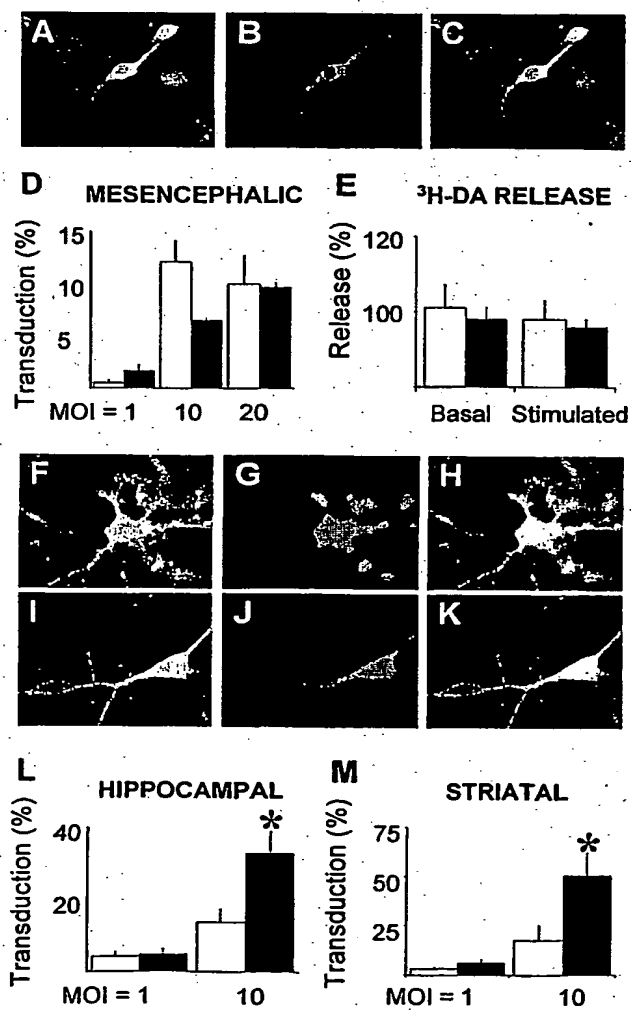 A
B
C
D
MESENCEPHALIC
Transduction (%)
15
10
5
MOI = 1 10 20
E
³H-DA RELEASE
Release (%)
120
100
Basal Stimulated
F
G
H
I
J
K
L
HIPPOCAMPAL
Transduction (%)
40
20
*
MOI = 1 10
M
STRIATAL
Transduction (%)
75
50
25
*
MOI = 1 10